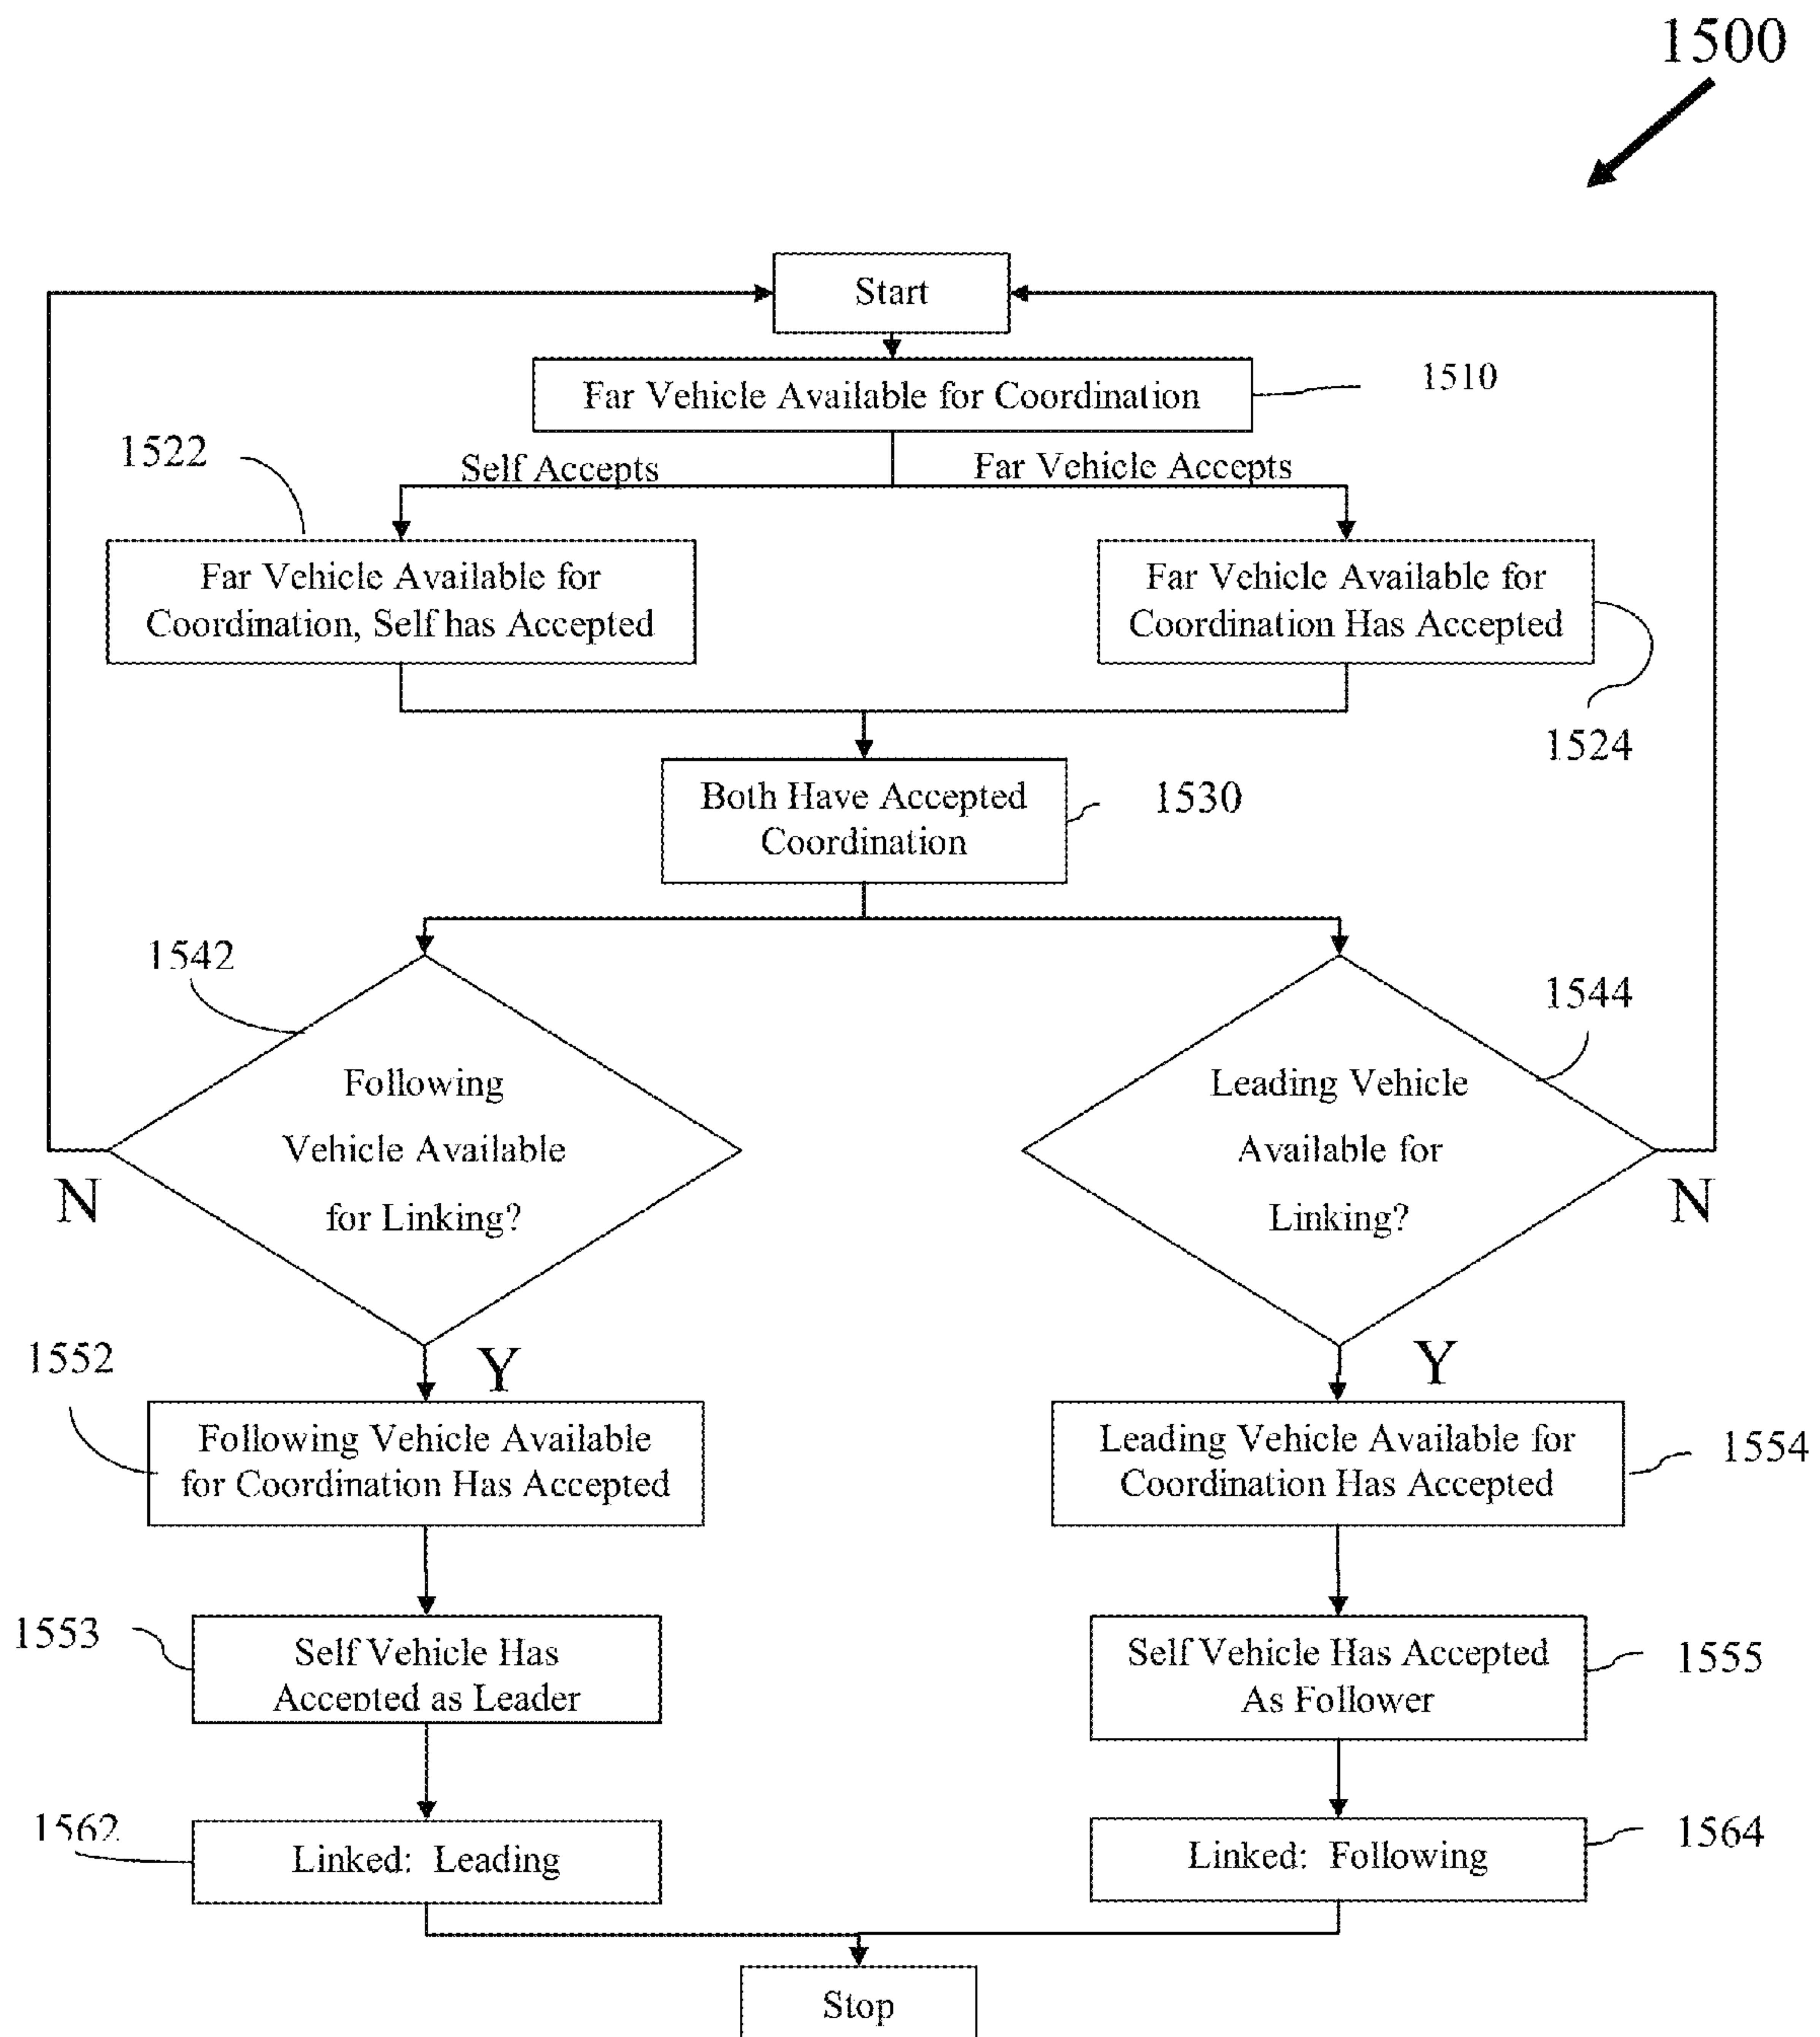 1500
Start
Far Vehicle Available for Coordination
1510
1522
Self Accepts
Far Vehicle Accepts
Far Vehicle Available for
Coordination, Self has Accepted
Far Vehicle Available for
Coordination Has Accepted
1524
Both Have Accepted
Coordination
1530
1542
1544
Following
Vehicle Available
for Linking?
Leading Vehicle
Available for
Linking?
N
N
Y
Y
1552
Following Vehicle Available
for Coordination Has Accepted
Leading Vehicle Available for
Coordination Has Accepted
1554
1553
Self Vehicle Has
Accepted as Leader
Self Vehicle Has Accepted
As Follower
1555
1562
Linked: Leading
Linked: Following
1564
Stop